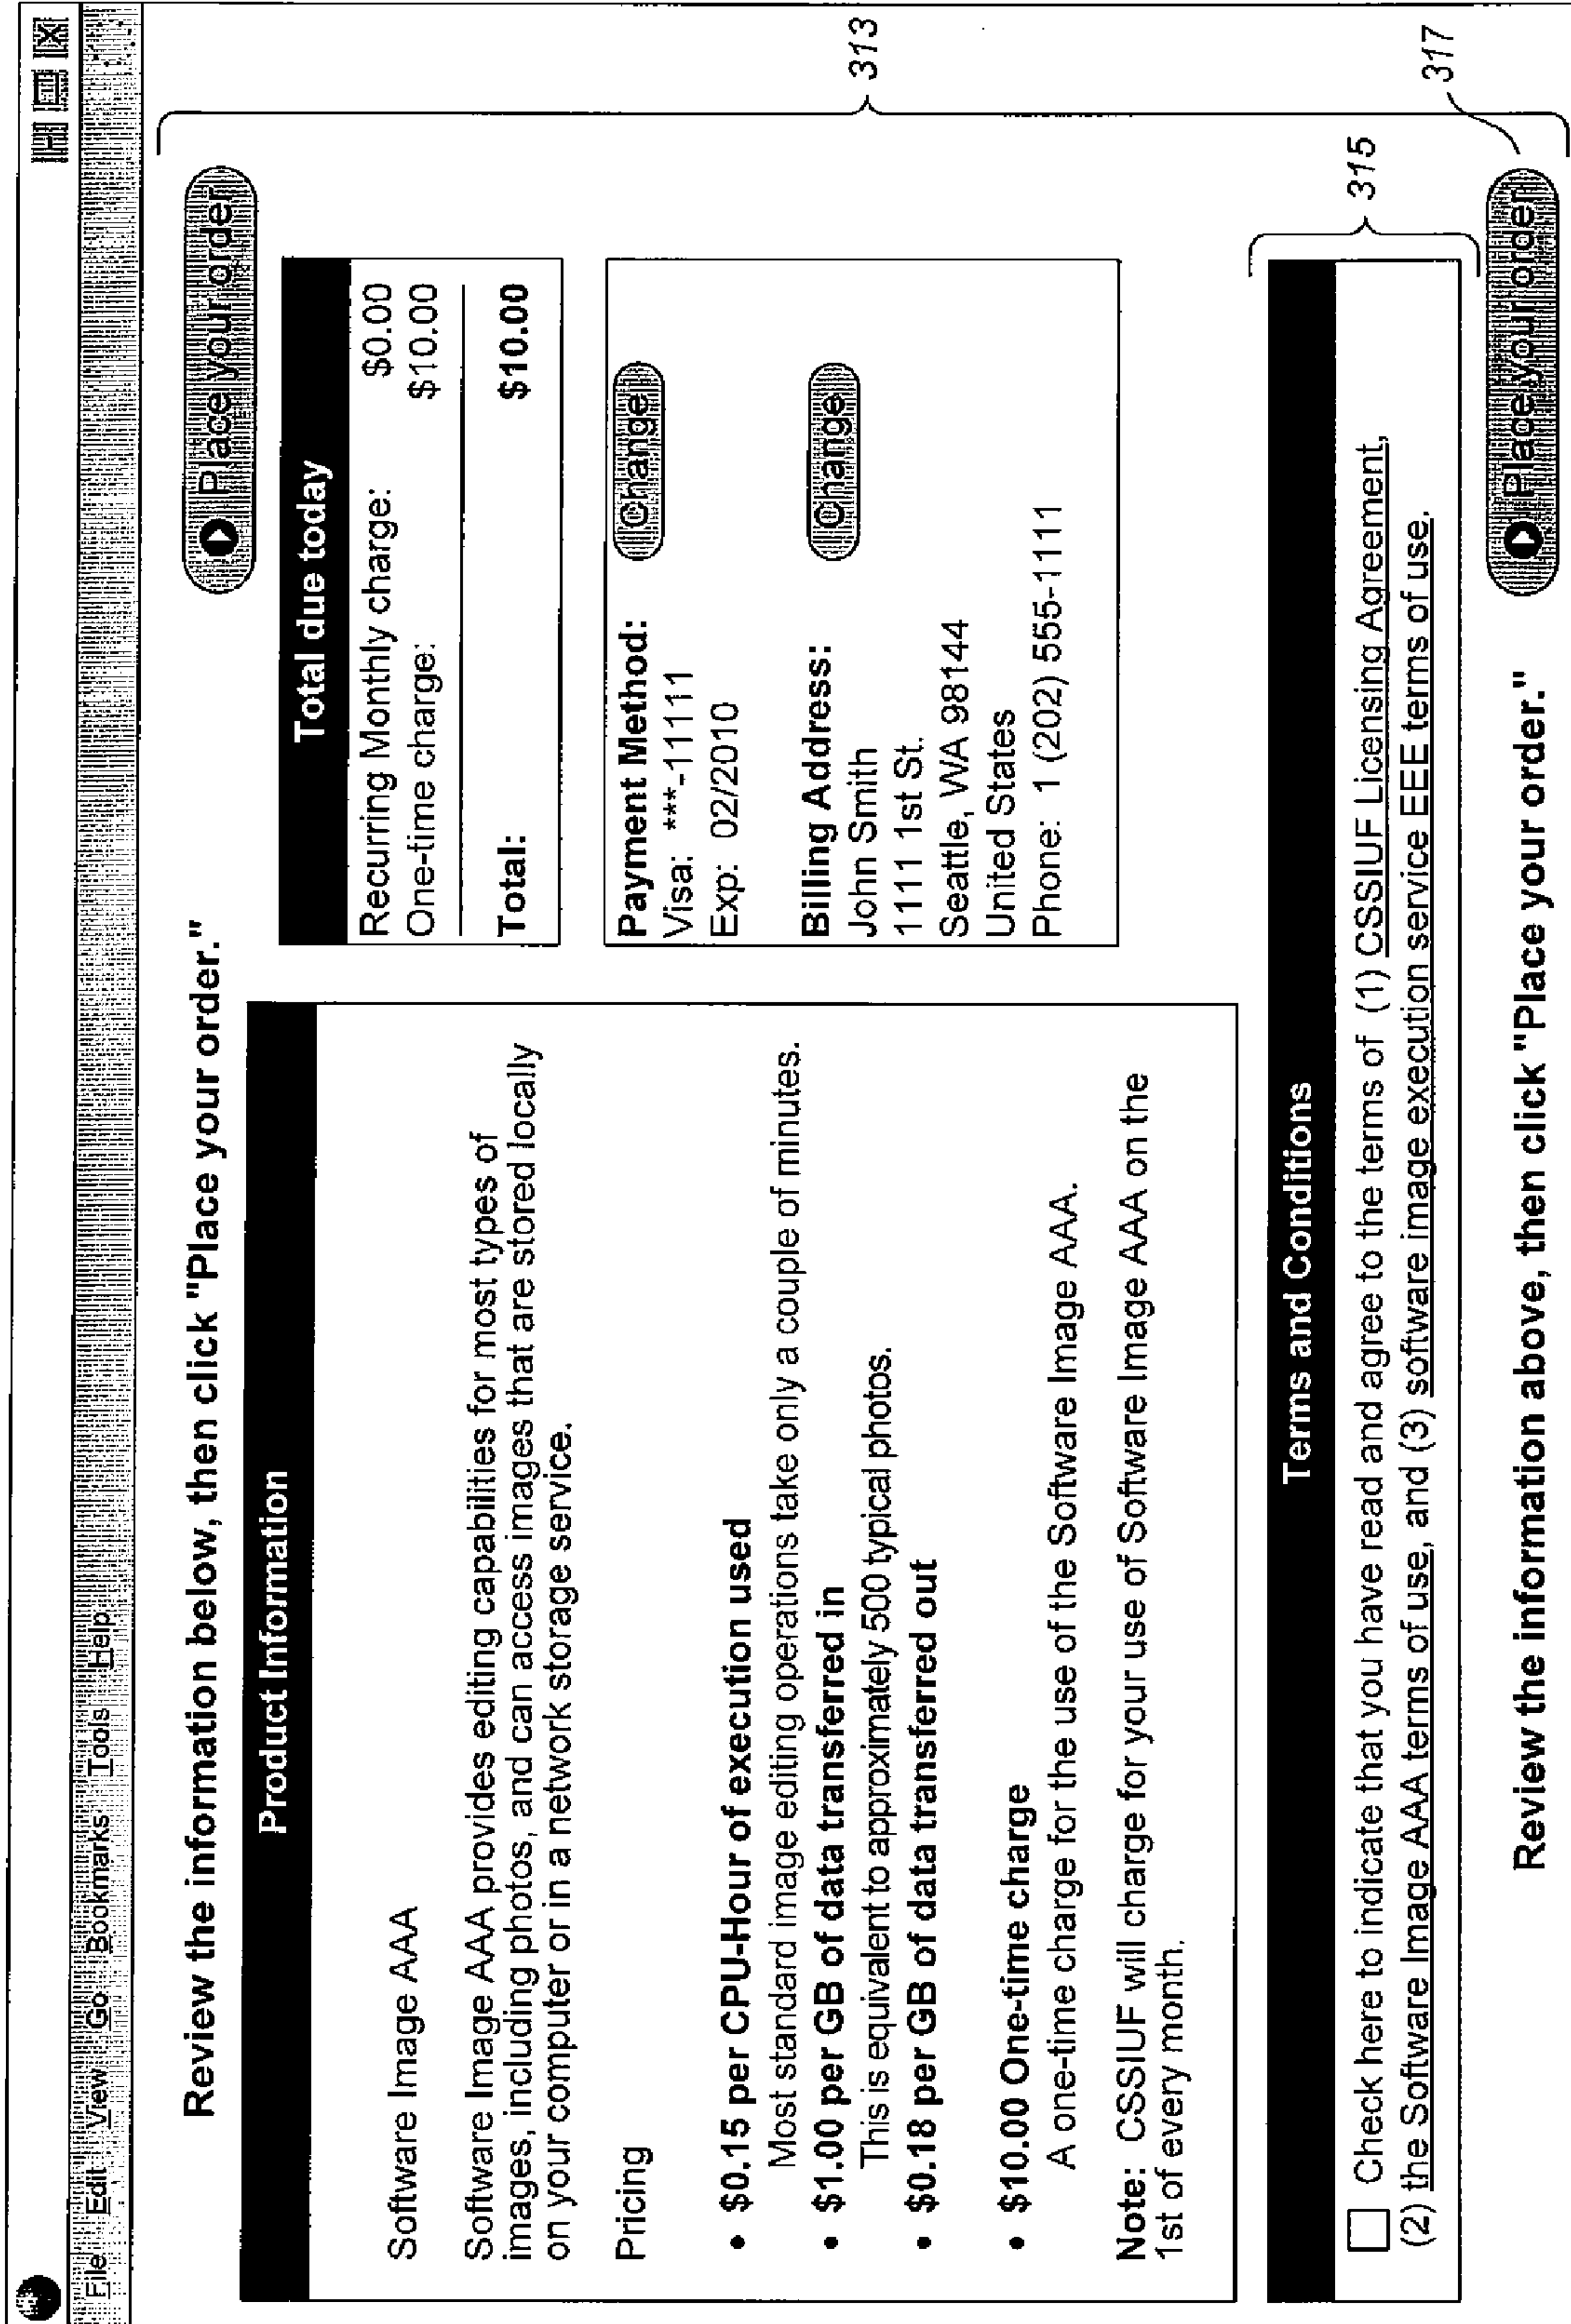 File Edit View Go Bookmarks Tools Help
Review the information below, then click "Place your order."
Place your order
Product Information
Software Image AAA
Software Image AAA provides editing capabilities for most types of
images, including photos, and can access images that are stored locally
on your computer or in a network storage service.
Pricing
• $0.15 per CPU-Hour of execution used
Most standard image editing operations take only a couple of minutes.
• $1.00 per GB of data transferred in
This is equivalent to approximately 500 typical photos.
• $0.18 per GB of data transferred out
• $10.00 One-time charge
A one-time charge for the use of the Software Image AAA.
Note: CSSIUF will charge for your use of Software Image AAA on the
1st of every month.
Total due today
Recurring Monthly charge: $0.00
One-time charge: $10.00
Total: $10.00
Payment Method: Change
Visa: ***-11111
Exp: 02/2010
Billing Address: Change
John Smith
1111 1st St.
Seattle, WA 98144
United States
Phone: 1 (202) 555-1111
313
Terms and Conditions
Check here to indicate that you have read and agree to the terms of (1) CSSIUF Licensing Agreement,
(2) the Software Image AAA terms of use, and (3) software image execution service EEE terms of use.
315
Review the information above, then click "Place your order."
Place your order
317